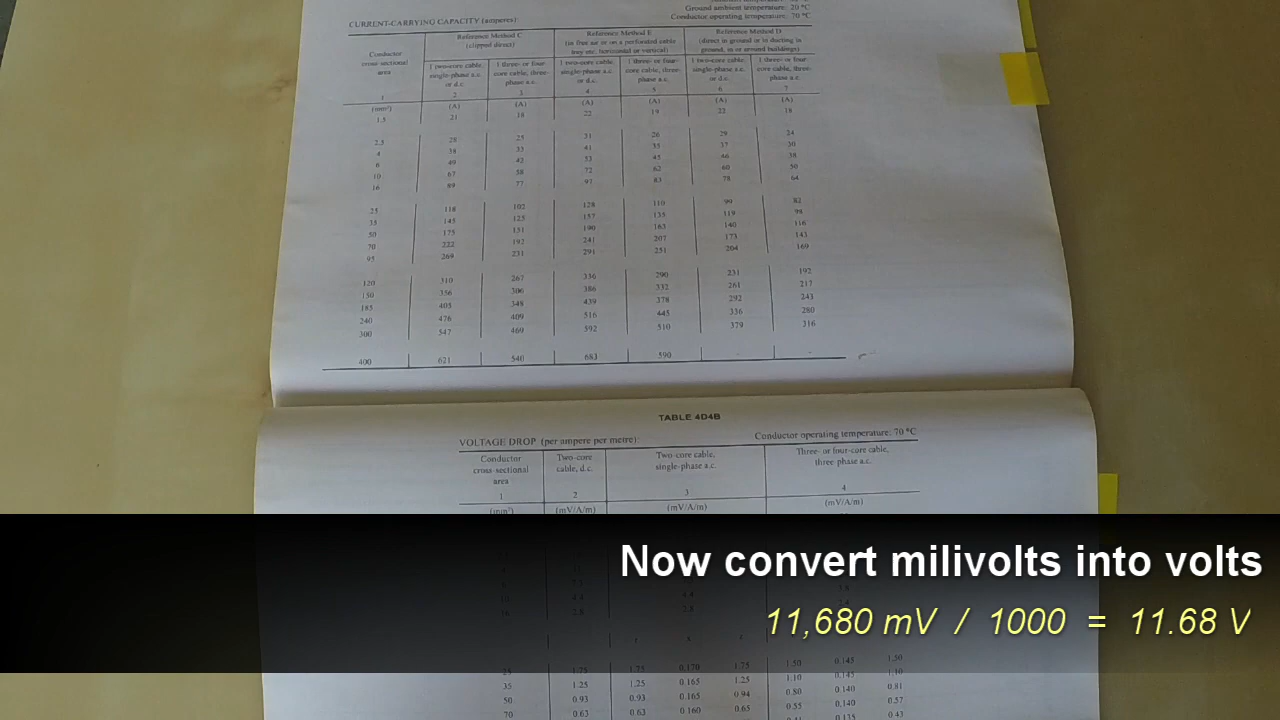 Ground ambient temperature: 20 °C
CURRENT-CARRYING CAPACITY (amperes): Conductor operating temperature: 70 °C
Conductor cross-sectional area
Reference Method C (clipped direct)
Reference Method E (in free air or on a perforated cable tray etc, horizontal or vertical)
Reference Method D (direct in ground or in ducting in ground, in or around buildings)
1 two-core cable, single-phase a.c. or d.c.
1 three- or four-core cable, three-phase a.c.
1 two-core cable, single-phase a.c. or d.c.
1 three- or four-core cable, three-phase a.c.
1 two-core cable, single-phase a.c. or d.c.
1 three- or four-core cable, three-phase a.c.
1 2 3 4 5 6 7
(mm²) (A) (A) (A) (A) (A) (A)
1.5 21 18 22 19 22 18
2.5 28 25 31 26 29 24
4 38 33 41 35 37 30
6 49 42 53 45 46 38
10 67 58 72 62 60 50
16 89 77 97 83 78 64
25 118 102 128 110 99 82
35 145 125 157 135 119 98
50 175 151 190 163 140 116
70 222 192 241 207 173 143
95 269 231 291 251 204 169
120 310 267 336 290 231 192
150 356 306 386 332 261 217
185 405 348 439 378 292 243
240 476 409 516 445 336 280
300 547 469 592 510 379 316
400 621 540 683 590 - -
TABLE 4D4B
VOLTAGE DROP (per ampere per metre): Conductor operating temperature: 70 °C
Conductor cross-sectional area
Two-core cable, d.c.
Two-core cable, single-phase a.c.
Three- or four-core cable, three-phase a.c.
1 2 3 4
(mm²) (mV/A/m) (mV/A/m) (mV/A/m)
Now convert milivolts into volts
11,680 mV / 1000 = 11.68 V
25 1.75 1.75 0.170 1.75 1.50 0.145 1.50
35 1.25 1.25 0.165 1.25 1.10 0.145 1.10
50 0.93 0.93 0.165 0.94 0.80 0.140 0.81
70 0.63 0.63 0.160 0.65 0.55 0.140 0.57
0.135 0.43